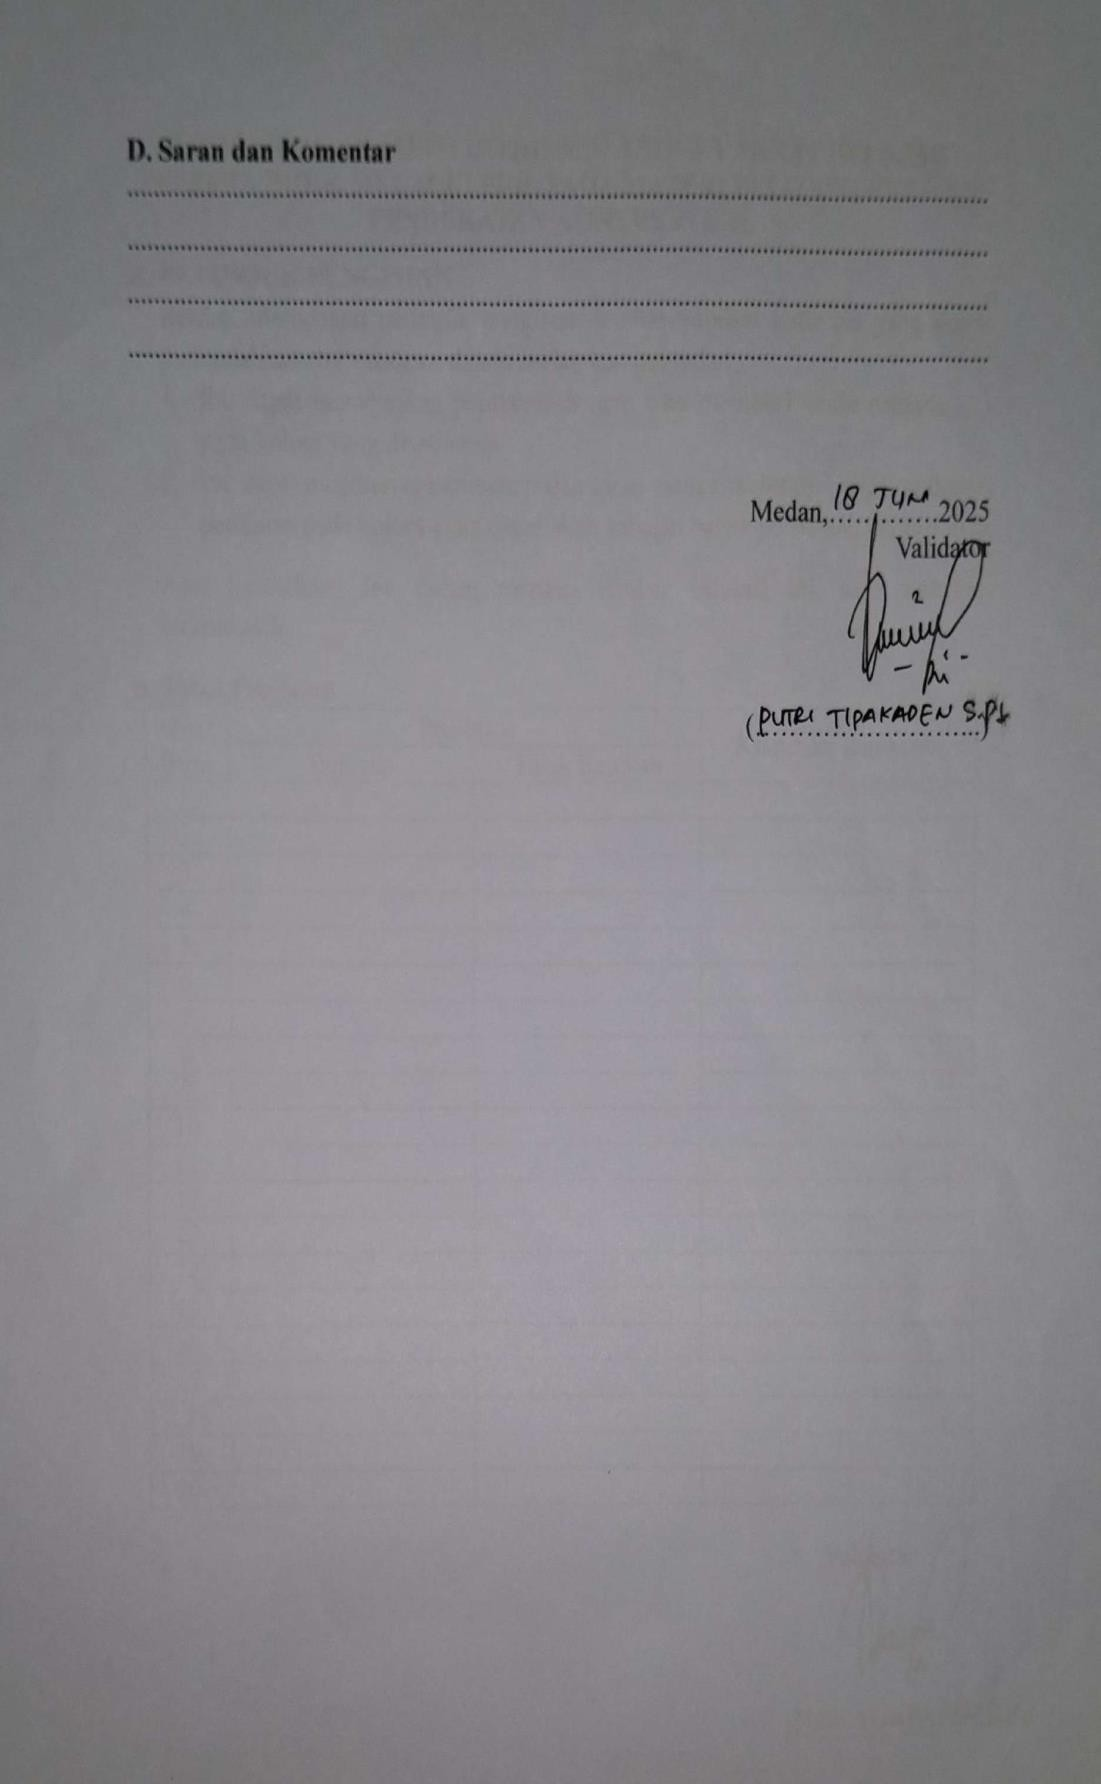 D. Saran dan Komentar
................................................................
................................................................
................................................................
................................................................
Medan, 18 Juni 2025
Validator
(PUTRI TIPAKADEN S.Pd